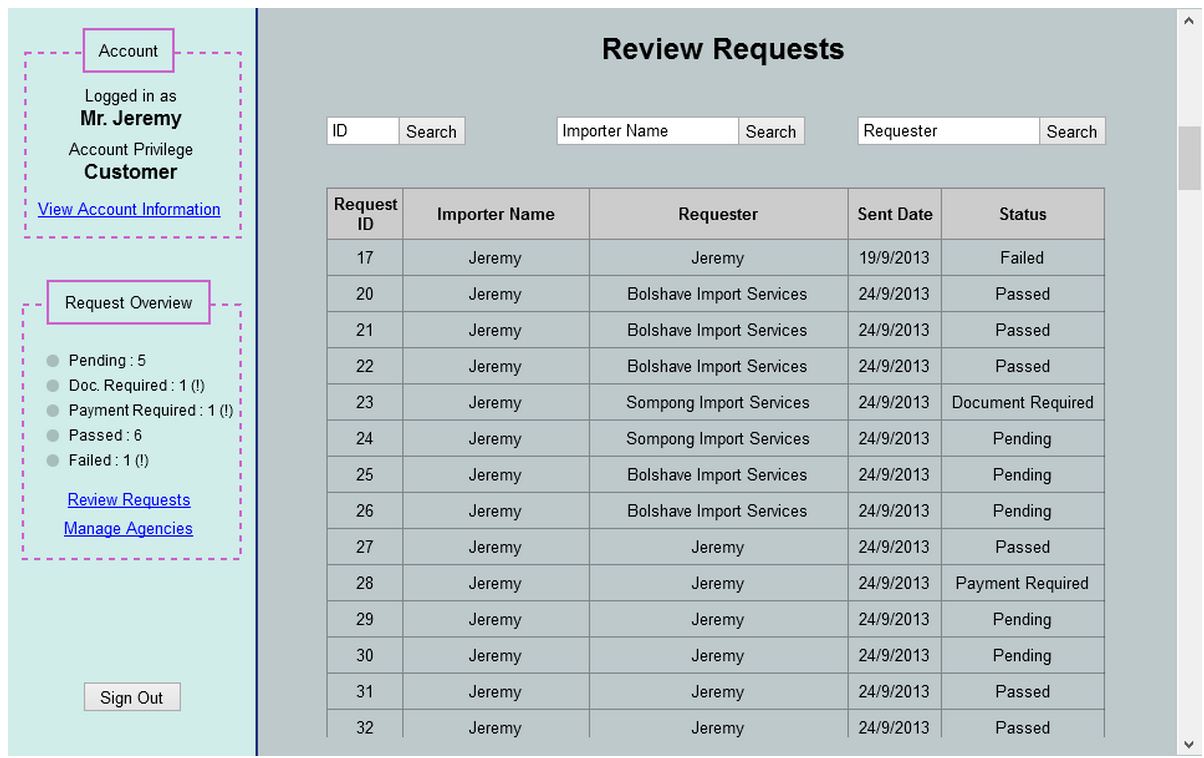 Account
Logged in as
Mr. Jeremy
Account Privilege
Customer
View Account Information
Request Overview
Pending : 5
Doc. Required : 1 (!)
Payment Required : 1 (!)
Passed : 6
Failed : 1 (!)
Review Requests
Manage Agencies
Sign Out
Review Requests
ID Search Importer Name Search Requester Search
Request ID Importer Name Requester Sent Date Status
17 Jeremy Jeremy 19/9/2013 Failed
20 Jeremy Bolshave Import Services 24/9/2013 Passed
21 Jeremy Bolshave Import Services 24/9/2013 Passed
22 Jeremy Bolshave Import Services 24/9/2013 Passed
23 Jeremy Sompong Import Services 24/9/2013 Document Required
24 Jeremy Sompong Import Services 24/9/2013 Pending
25 Jeremy Bolshave Import Services 24/9/2013 Pending
26 Jeremy Bolshave Import Services 24/9/2013 Pending
27 Jeremy Jeremy 24/9/2013 Passed
28 Jeremy Jeremy 24/9/2013 Payment Required
29 Jeremy Jeremy 24/9/2013 Pending
30 Jeremy Jeremy 24/9/2013 Pending
31 Jeremy Jeremy 24/9/2013 Passed
32 Jeremy Jeremy 24/9/2013 Passed